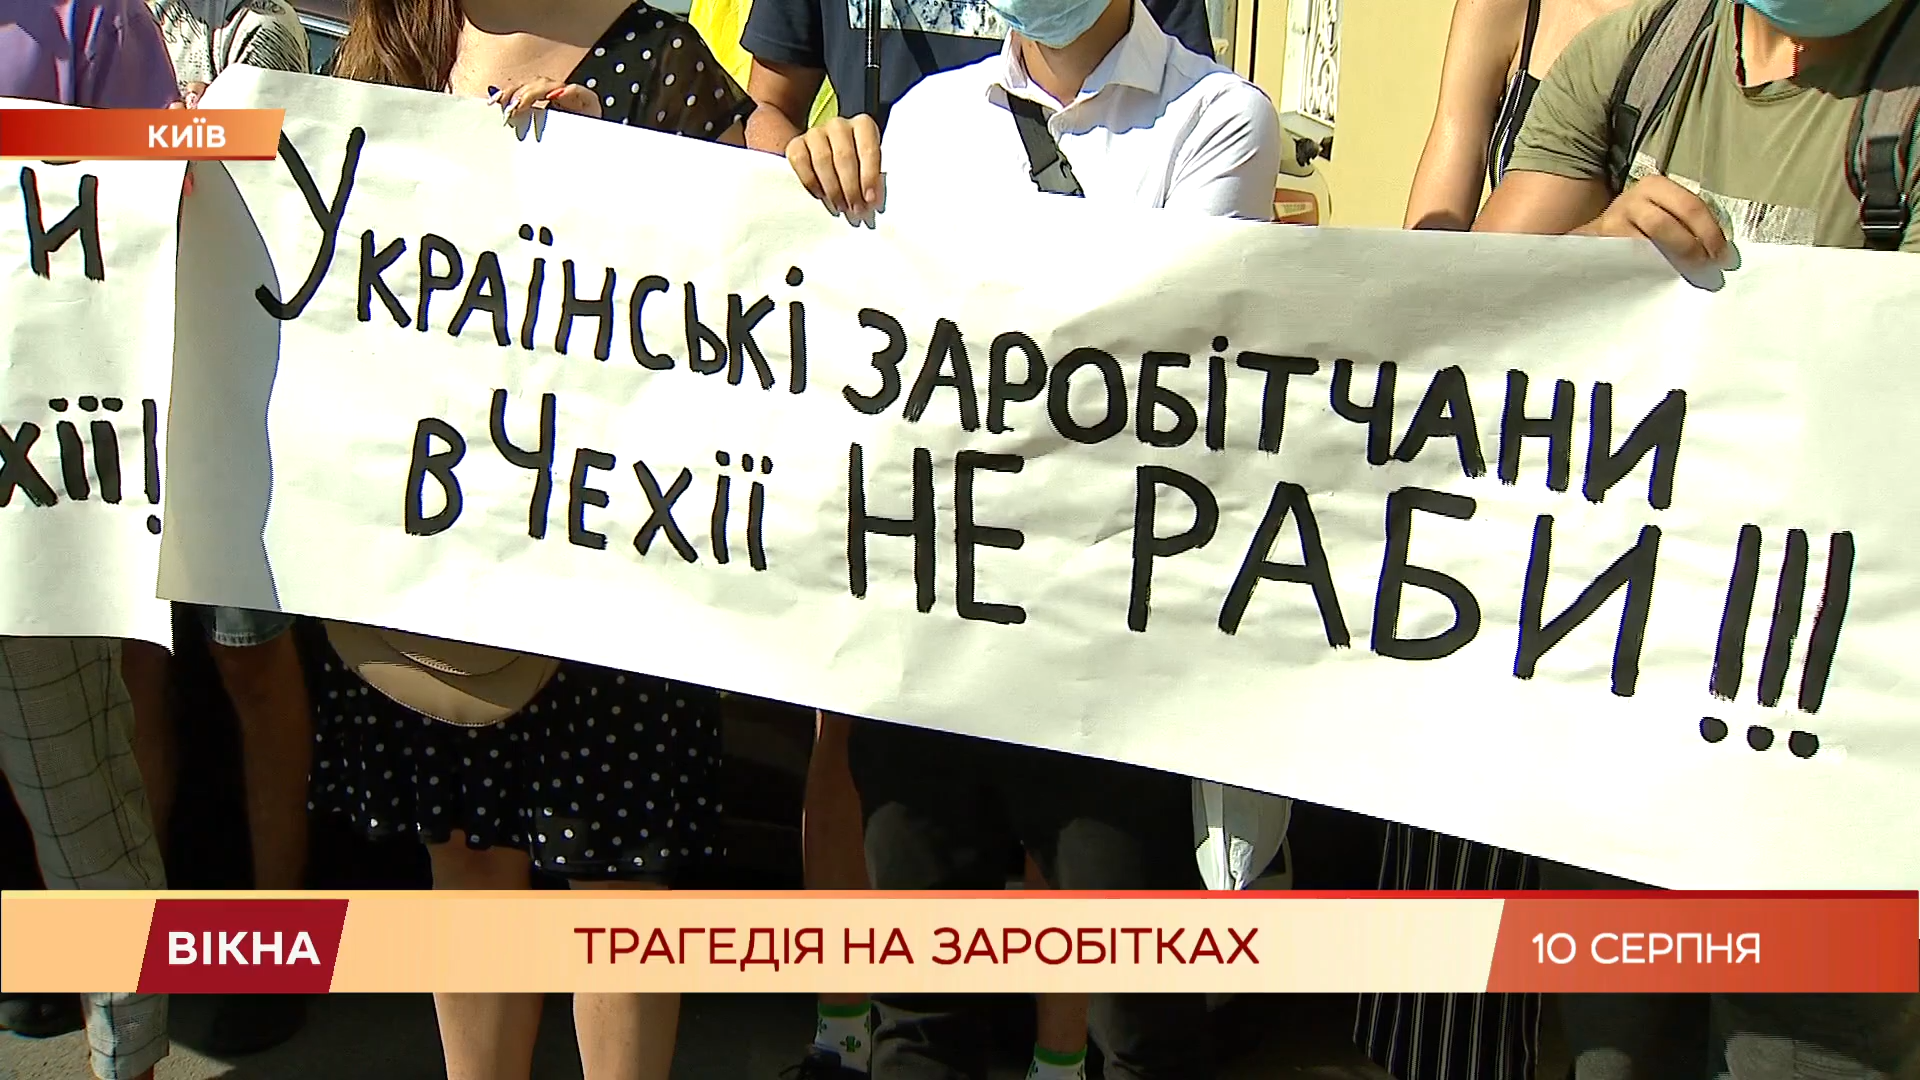 КИЇВ
Українські заробітчани
в Чехії НЕ РАБИ!!!
ВІКНА
ТРАГЕДІЯ НА ЗАРОБІТКАХ
10 СЕРПНЯ